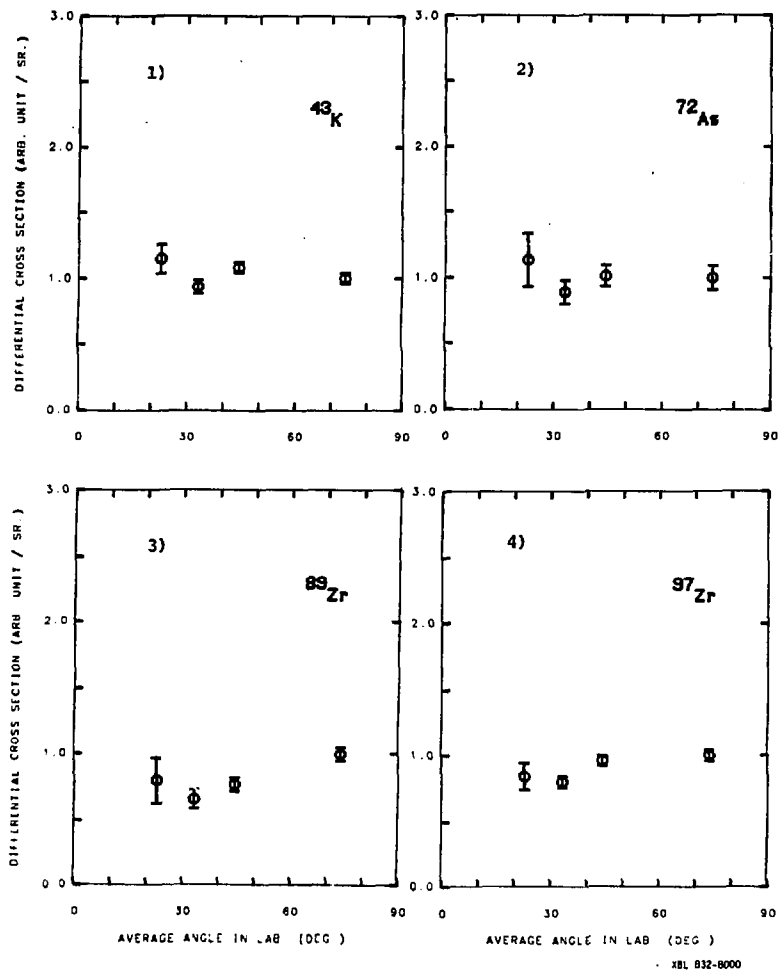 3.0
2.0
1.0
0.0
0 30 60 90
DIFFERENTIAL CROSS SECTION (ARB. UNIT / SR.)
1)
43K
3.0
2.0
1.0
0.0
0 30 60 90
2)
72As
3.0
2.0
1.0
0.0
0 30 60 90
DIFFERENTIAL CROSS SECTION (ARB UNIT / SR.)
AVERAGE ANGLE IN LAB (DEG )
3)
89Zr
3.0
2.0
1.0
0.0
0 30 60 90
AVERAGE ANGLE IN LAB (DEG )
4)
97Zr
XBL 832-8000